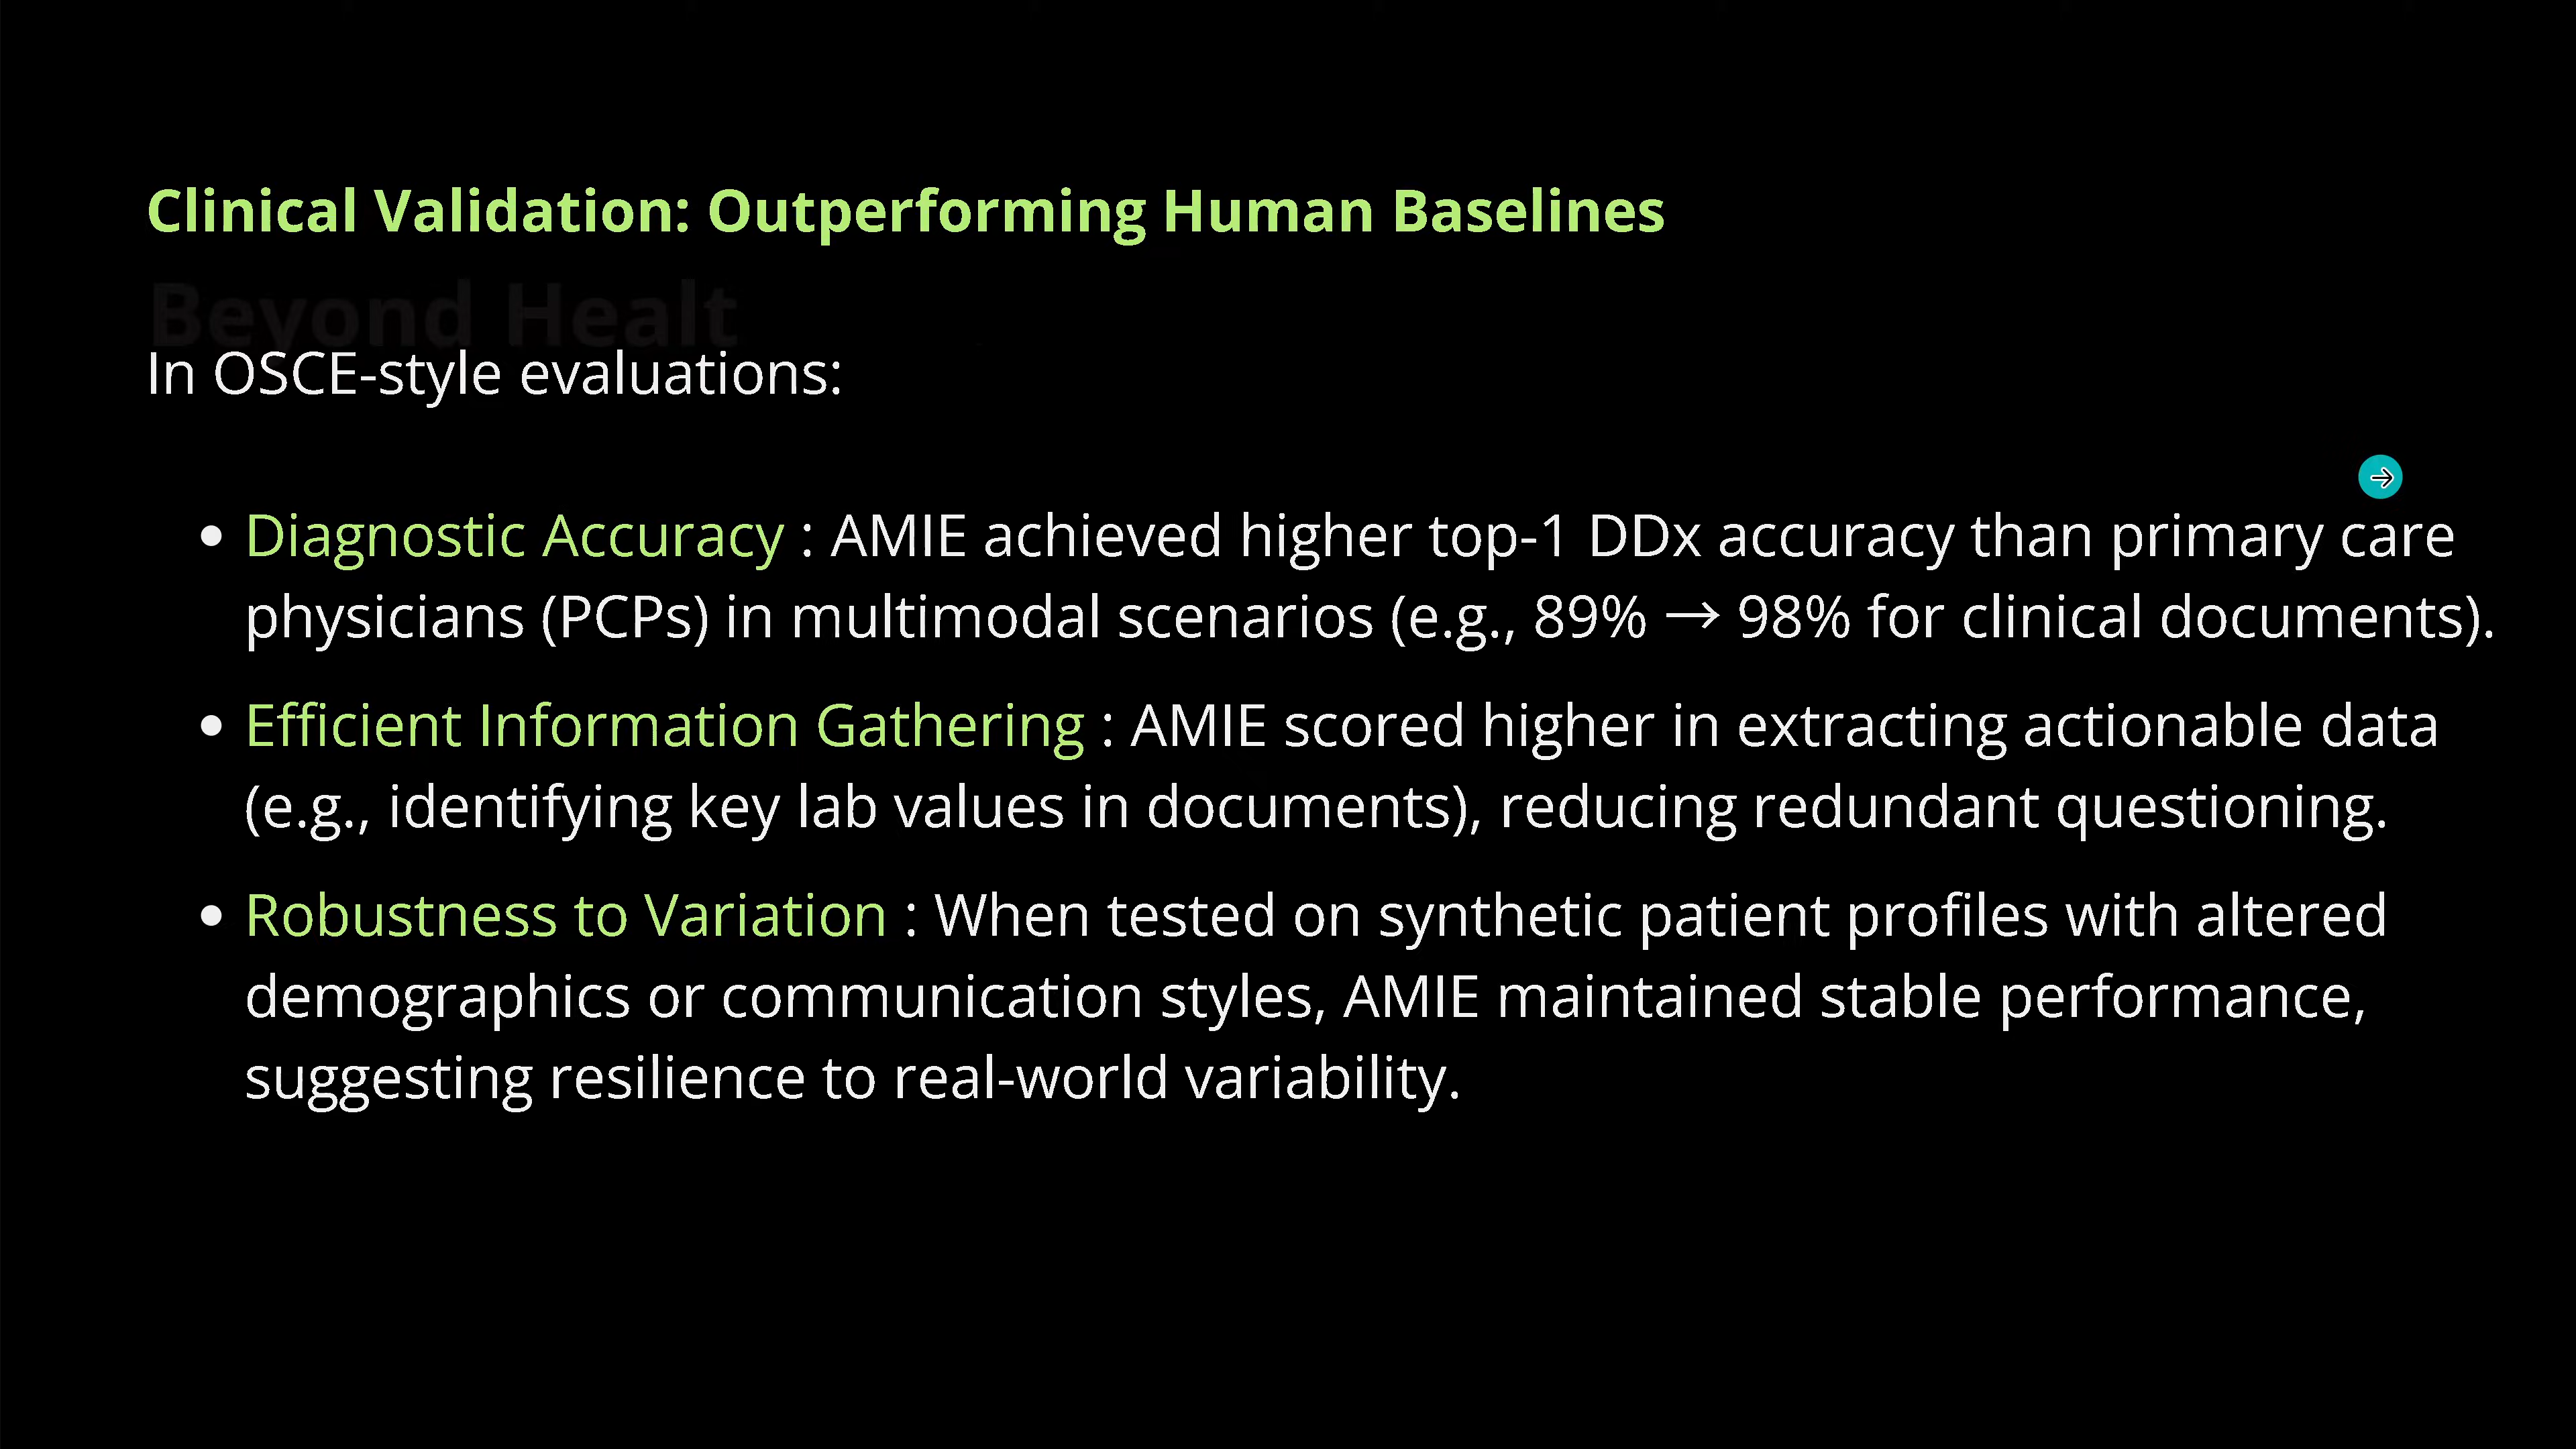 Clinical Validation: Outperforming Human Baselines
Beyond Healt
In OSCE-style evaluations:
• Diagnostic Accuracy : AMIE achieved higher top-1 DDx accuracy than primary care
physicians (PCPs) in multimodal scenarios (e.g., 89% → 98% for clinical documents).
• Efficient Information Gathering : AMIE scored higher in extracting actionable data
(e.g., identifying key lab values in documents), reducing redundant questioning.
• Robustness to Variation : When tested on synthetic patient profiles with altered
demographics or communication styles, AMIE maintained stable performance,
suggesting resilience to real-world variability.